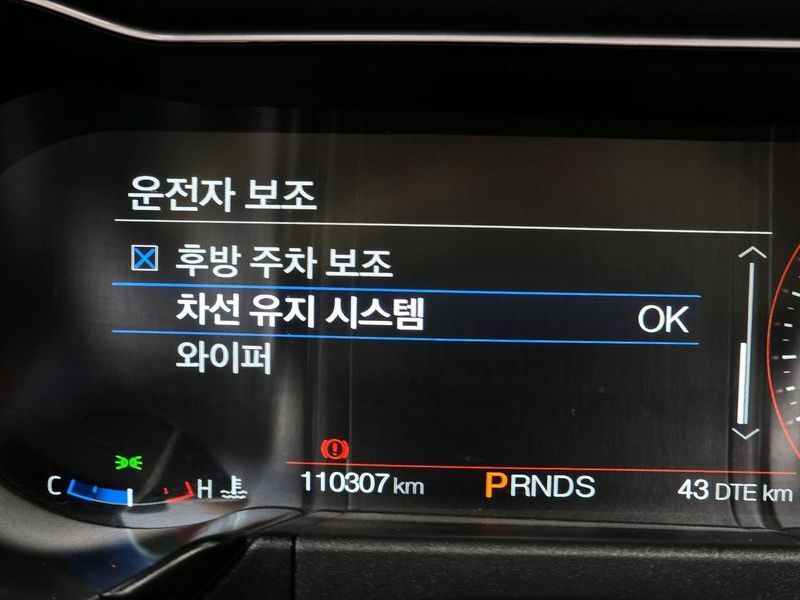 운전자 보조
후방 주차 보조
차선 유지 시스템 OK
와이퍼
C H
110307 km PRNDS 43 DTE km